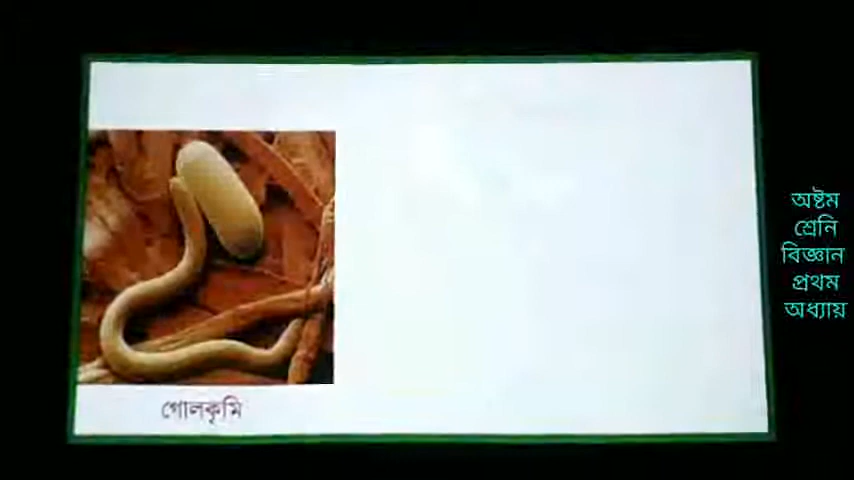 গোলকৃমি
অষ্টম
শ্রেনি
বিজ্ঞান
প্রথম
অধ্যায়